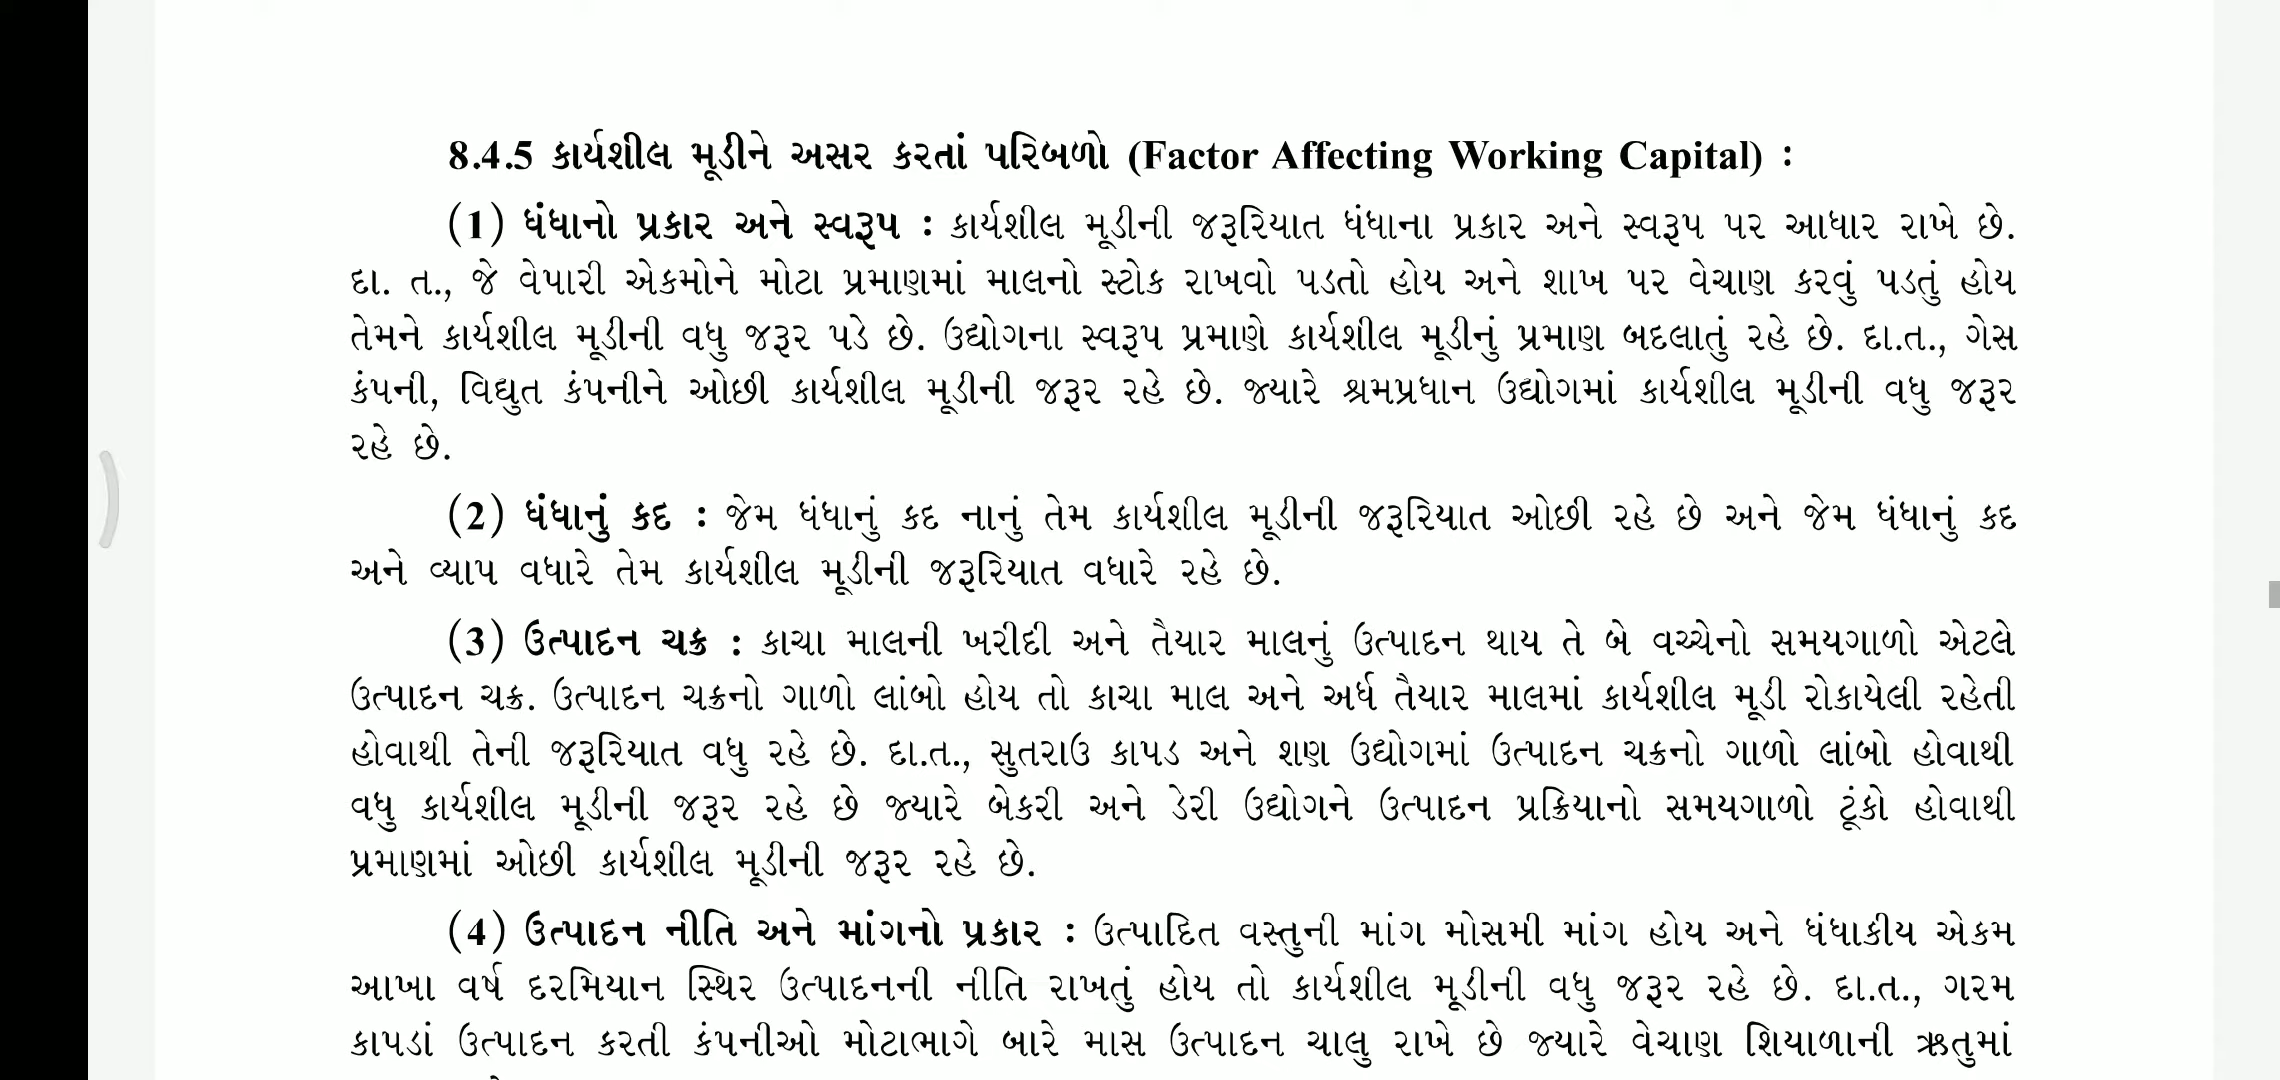 8.4.5 કાર્યશીલ મૂડીને અસર કરતાં પરિબળો (Factor Affecting Working Capital) :
(1) ધંધાનો પ્રકાર અને સ્વરૂપ : કાર્યશીલ મૂડીની જરૂરિયાત ધંધાના પ્રકાર અને સ્વરૂપ પર આધાર રાખે છે.
દા. ત., જે વેપારી એકમોને મોટા પ્રમાણમાં માલનો સ્ટોક રાખવો પડતો હોય અને શાખ પર વેચાણ કરવું પડતું હોય
તેમને કાર્યશીલ મૂડીની વધુ જરૂર પડે છે. ઉદ્યોગના સ્વરૂપ પ્રમાણે કાર્યશીલ મૂડીનું પ્રમાણ બદલાતું રહે છે. દા.ત., ગેસ
કંપની, વિદ્યુત કંપનીને ઓછી કાર્યશીલ મૂડીની જરૂર રહે છે. જ્યારે શ્રમપ્રધાન ઉદ્યોગમાં કાર્યશીલ મૂડીની વધુ જરૂર
રહે છે.
(2) ધંધાનું કદ : જેમ ધંધાનું કદ નાનું તેમ કાર્યશીલ મૂડીની જરૂરિયાત ઓછી રહે છે અને જેમ ધંધાનું કદ
અને વ્યાપ વધારે તેમ કાર્યશીલ મૂડીની જરૂરિયાત વધારે રહે છે.
(3) ઉત્પાદન ચક્ર : કાચા માલની ખરીદી અને તૈયાર માલનું ઉત્પાદન થાય તે બે વચ્ચેનો સમયગાળો એટલે
ઉત્પાદન ચક્ર. ઉત્પાદન ચક્રનો ગાળો લાંબો હોય તો કાચા માલ અને અર્ધ તૈયાર માલમાં કાર્યશીલ મૂડી રોકાયેલી રહેતી
હોવાથી તેની જરૂરિયાત વધુ રહે છે. દા.ત., સુતરાઉ કાપડ અને શણ ઉદ્યોગમાં ઉત્પાદન ચક્રનો ગાળો લાંબો હોવાથી
વધુ કાર્યશીલ મૂડીની જરૂર રહે છે જ્યારે બેકરી અને ડેરી ઉદ્યોગને ઉત્પાદન પ્રક્રિયાનો સમયગાળો ટૂંકો હોવાથી
પ્રમાણમાં ઓછી કાર્યશીલ મૂડીની જરૂર રહે છે.
(4) ઉત્પાદન નીતિ અને માંગનો પ્રકાર : ઉત્પાદિત વસ્તુની માંગ મોસમી માંગ હોય અને ધંધાકીય એકમ
આખા વર્ષ દરમિયાન સ્થિર ઉત્પાદનની નીતિ રાખતું હોય તો કાર્યશીલ મૂડીની વધુ જરૂર રહે છે. દા.ત., ગરમ
કાપડાં ઉત્પાદન કરતી કંપનીઓ મોટાભાગે બારે માસ ઉત્પાદન ચાલુ રાખે છે જ્યારે વેચાણ શિયાળાની ઋતુમાં